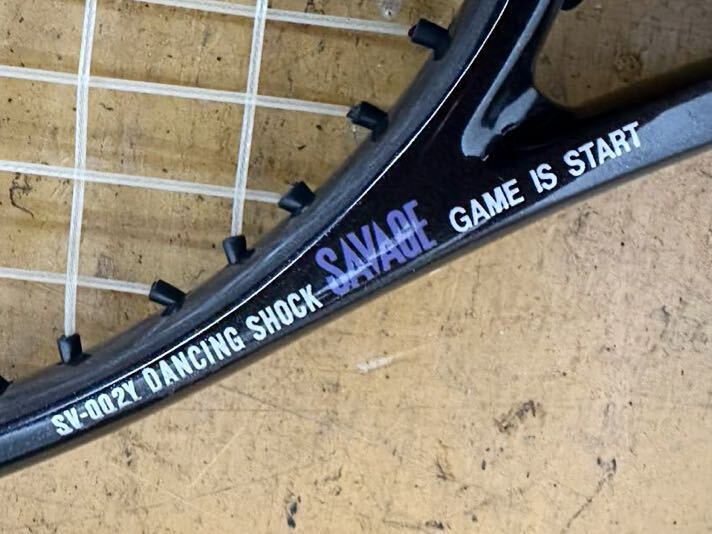 SV-002Y DANCING SHOCK SAVAGE GAME IS START